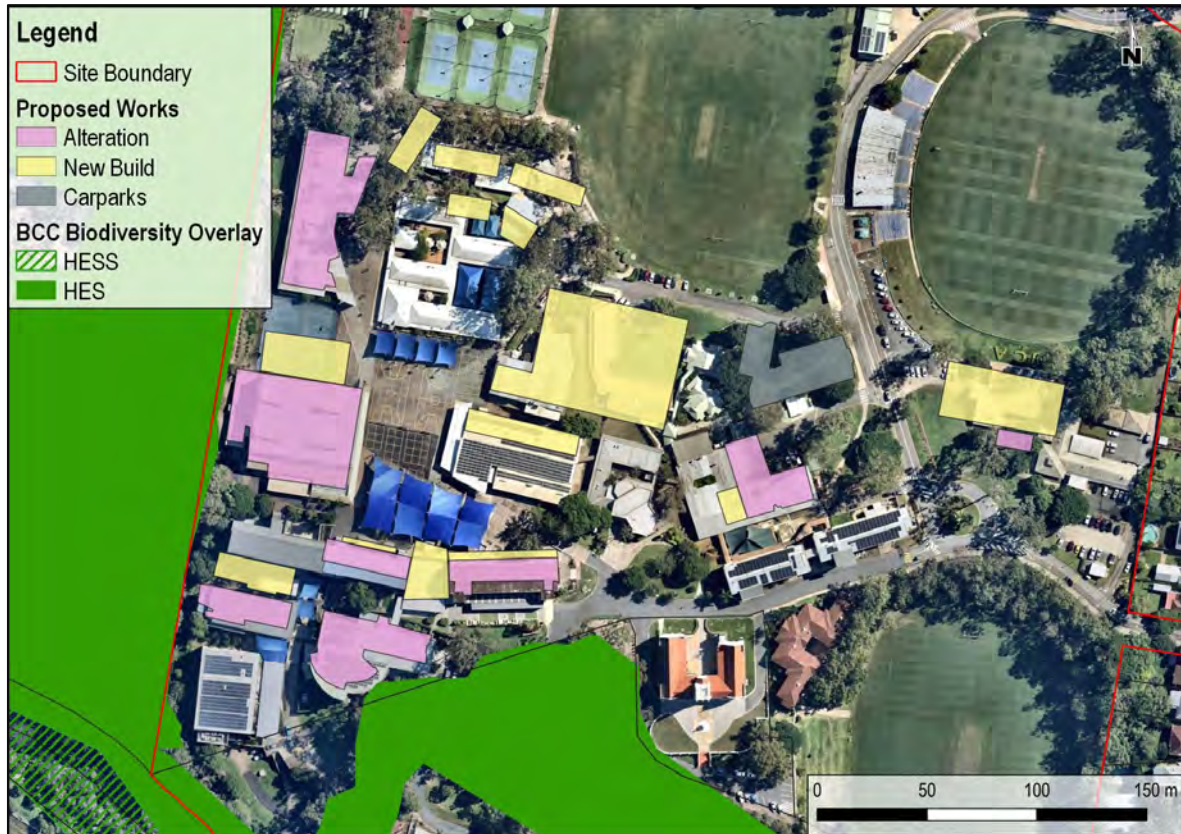 Legend
Site Boundary
Proposed Works
Alteration
New Build
Carparks
BCC Biodiversity Overlay
HESS
HES
N
0 50 100 150 m